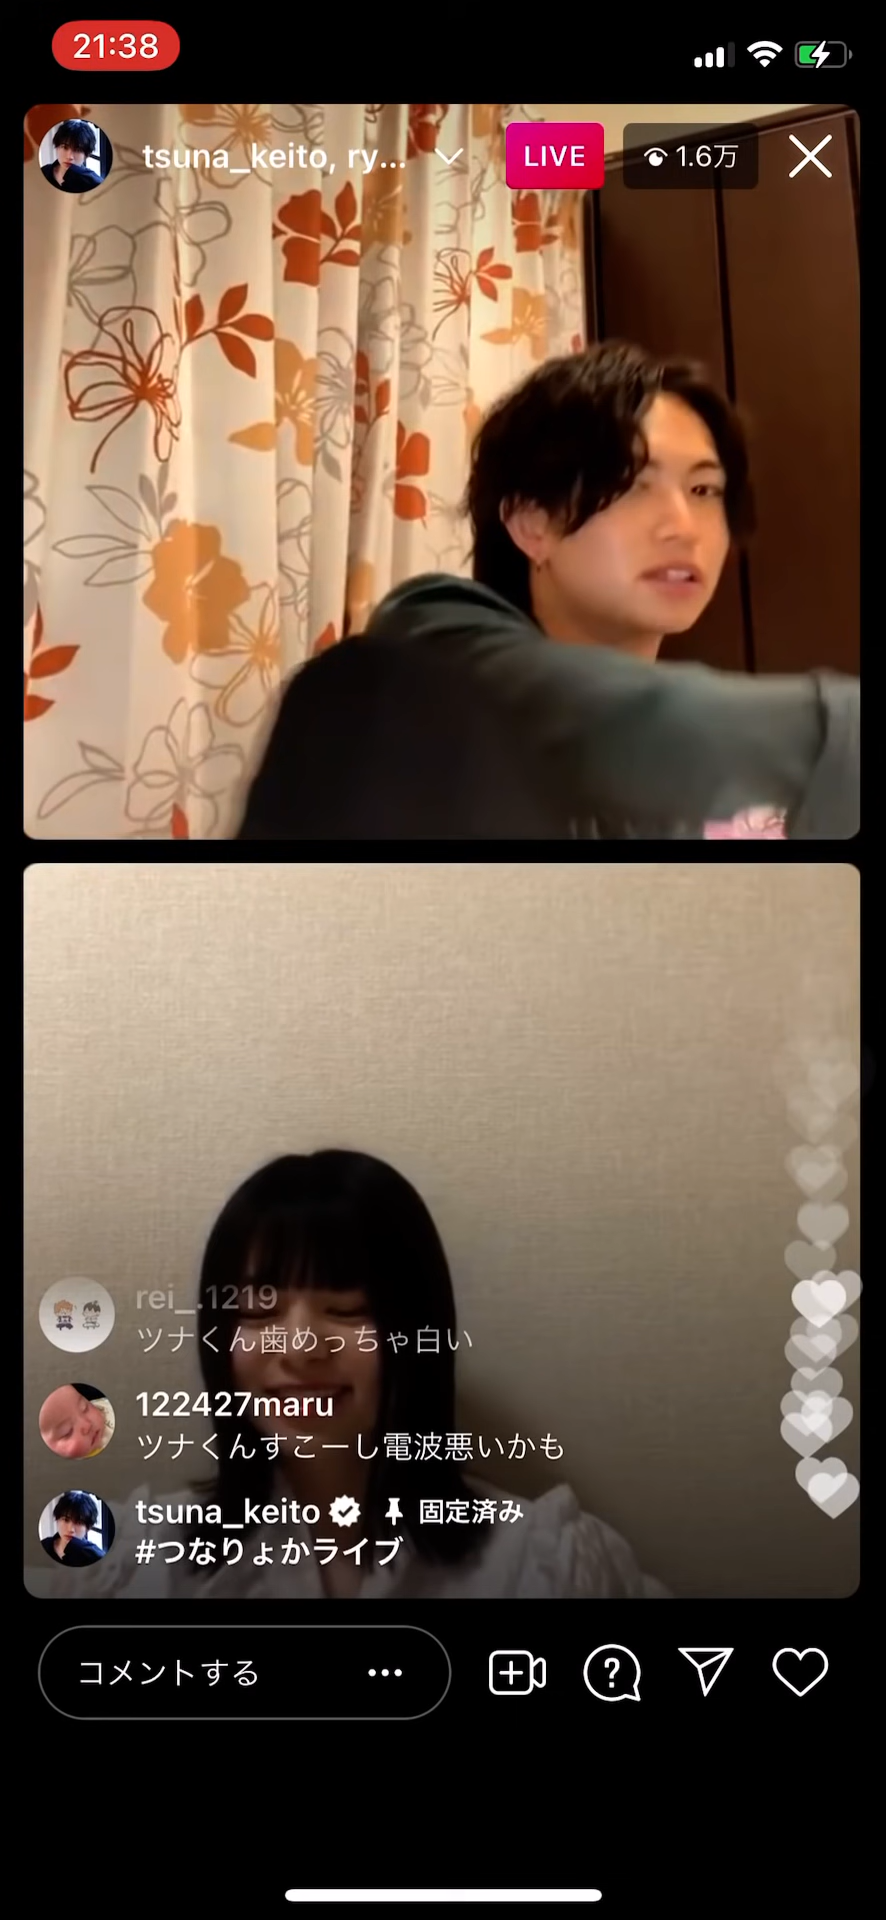 21:38
tsuna_keito, ry...
LIVE
1.6万
rei_.1219
ツナくん歯めっちゃ白い
122427maru
ツナくんすこーし電波悪いかも
tsuna_keito 固定済み
#つなりょかライブ
コメントする